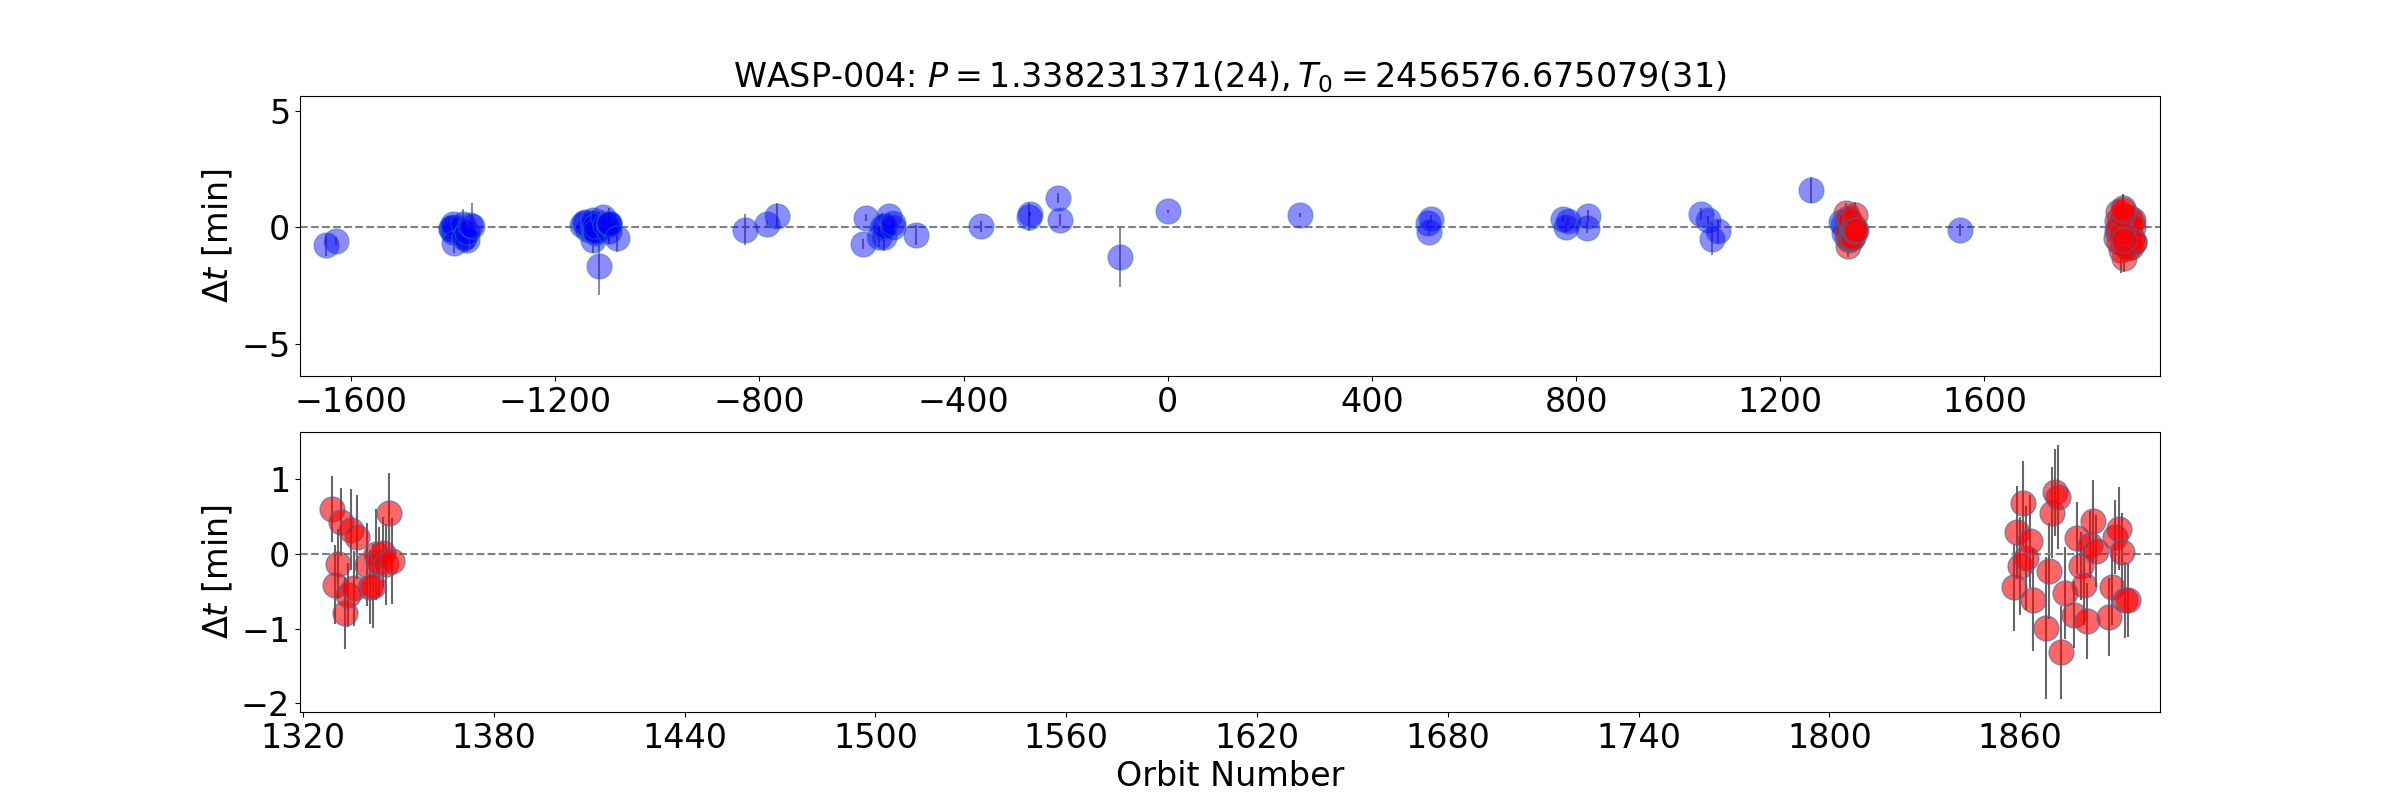 WASP-004: P = 1.338231371(24), T₀ = 2456576.675079(31)
5
0
−5
Δt [min]
−1600 −1200 −800 −400 0 400 800 1200 1600
1
0
−1
−2
Δt [min]
1320 1380 1440 1500 1560 1620 1680 1740 1800 1860
Orbit Number